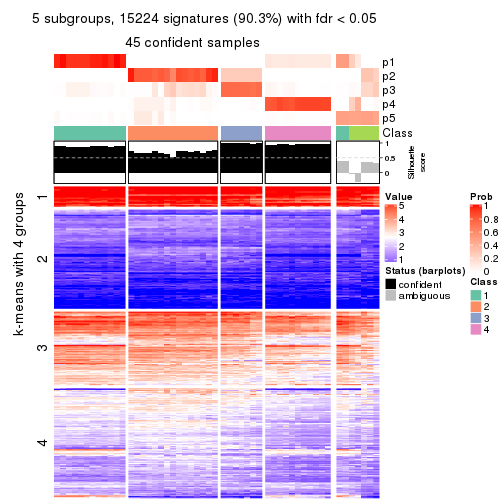 5 subgroups, 15224 signatures (90.3%) with fdr < 0.05
45 confident samples
p1
p2
p3
p4
p5
Class
1
0.5
0
Silhouette
score
k-means with 4 groups
1
2
3
4
Value
5
4
3
2
1
Status (barplots)
confident
ambiguous
Prob
1
0.8
0.6
0.4
0.2
0
Class
1
2
3
4